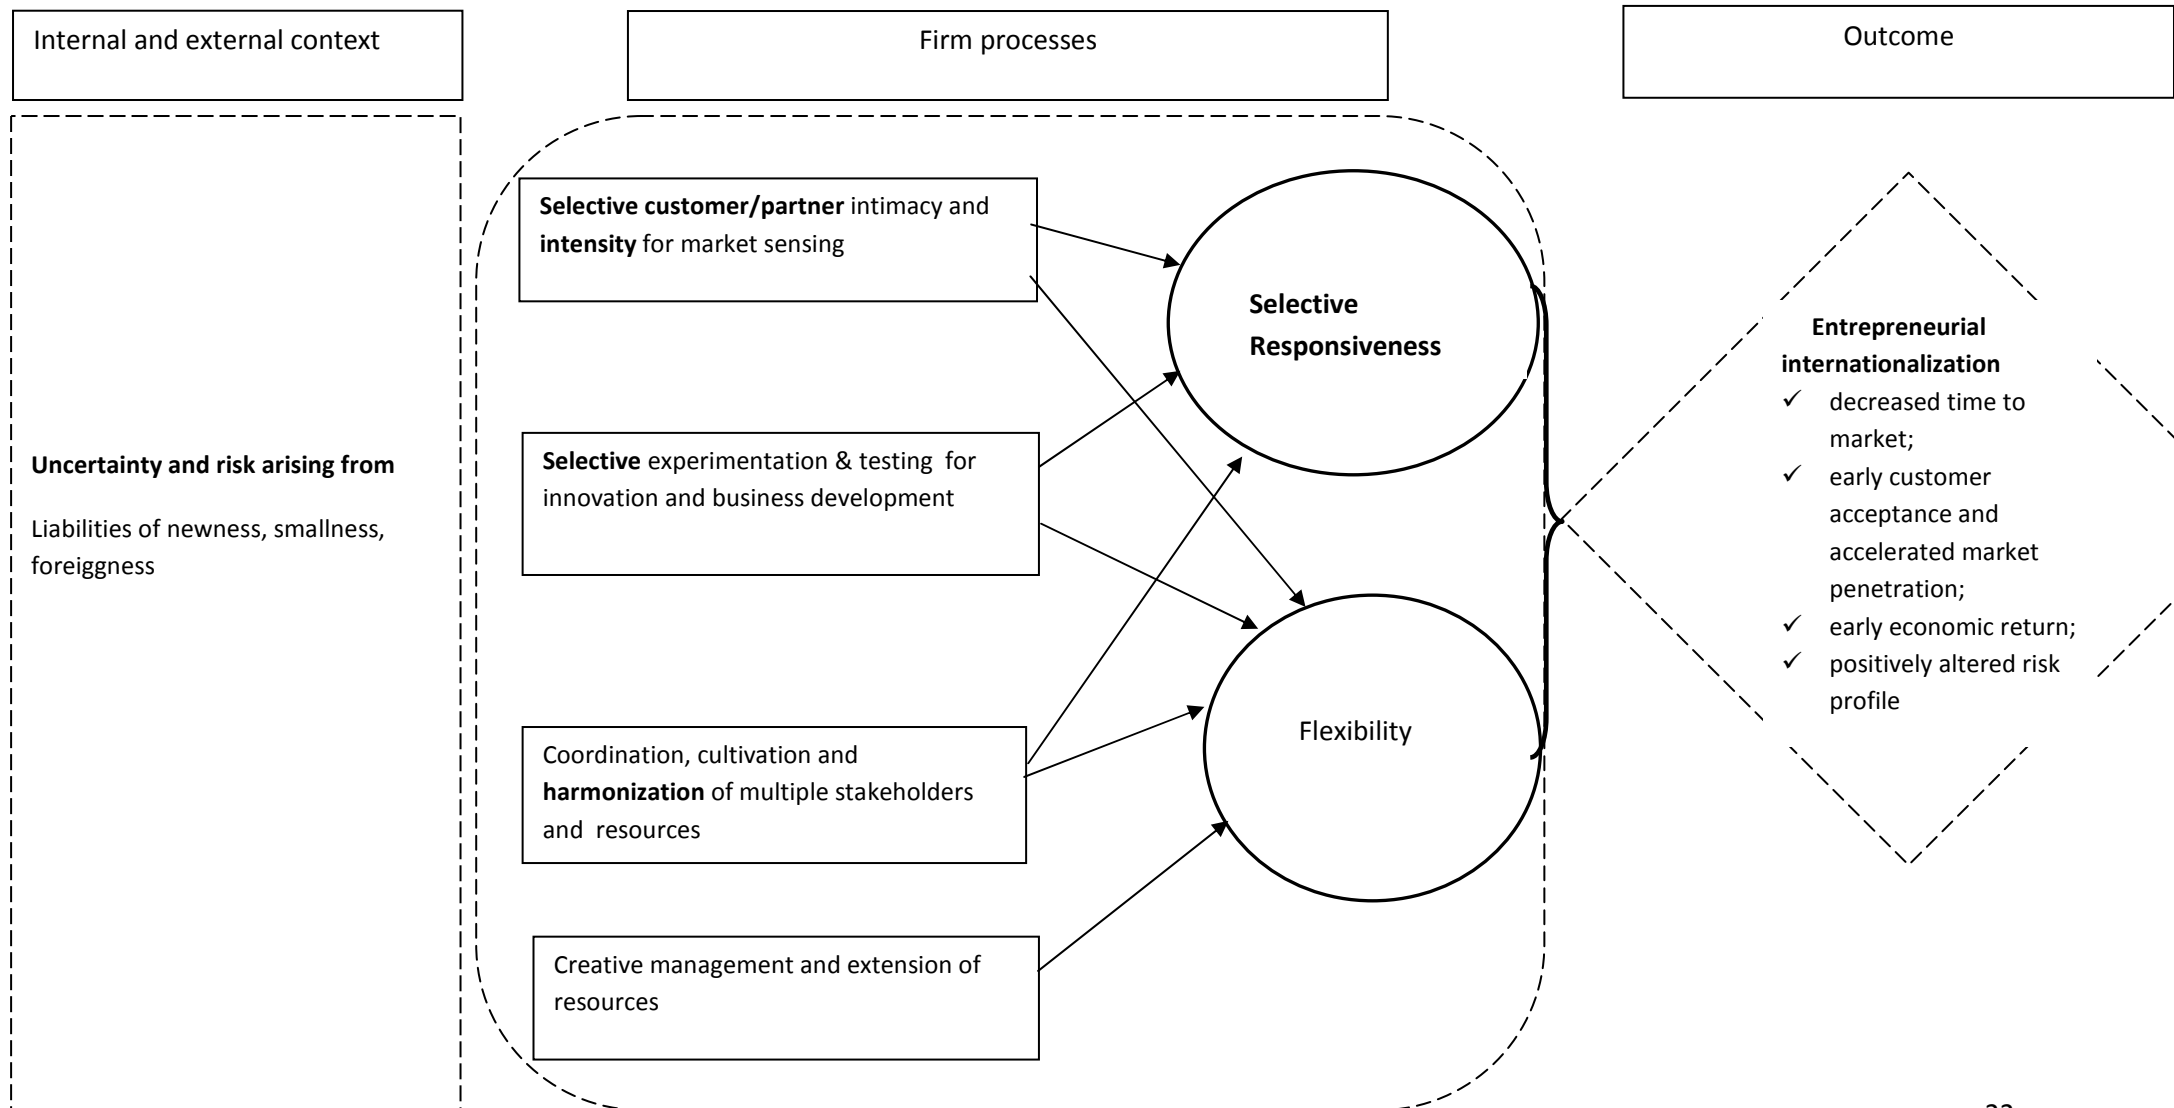 Internal and external context
Firm processes
Outcome
Uncertainty and risk arising from
Liabilities of newness, smallness,
foreiggness
Selective customer/partner intimacy and
intensity for market sensing
Selective experimentation & testing for
innovation and business development
Coordination, cultivation and
harmonization of multiple stakeholders
and resources
Creative management and extension of
resources
Selective
Responsiveness
Flexibility
Entrepreneurial
internationalization
✓ decreased time to
market;
✓ early customer
acceptance and
accelerated market
penetration;
✓ early economic return;
✓ positively altered risk
profile